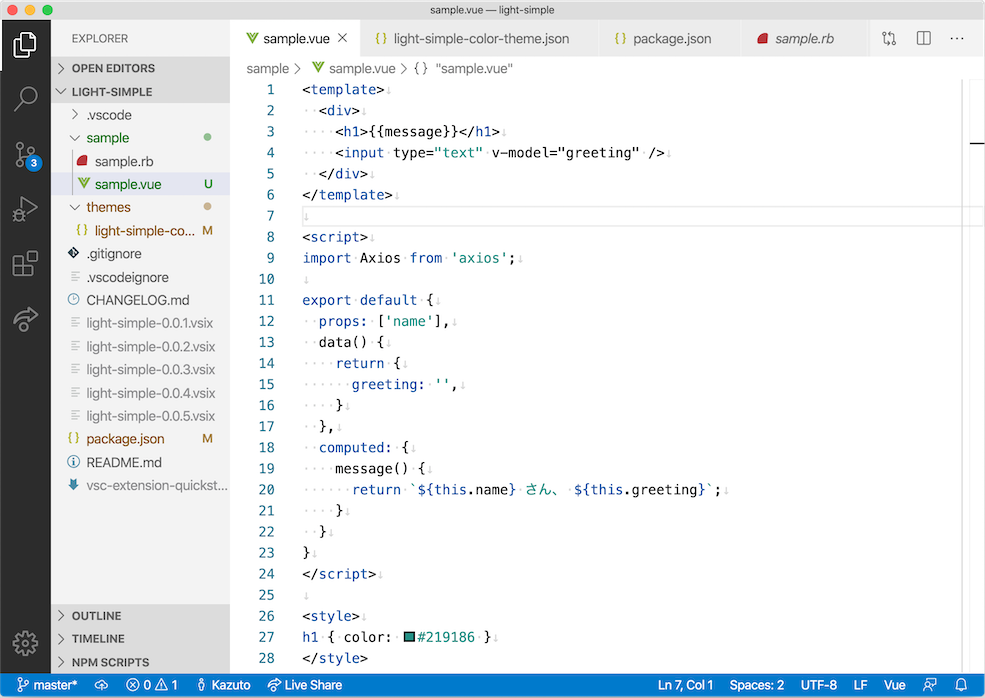 sample.vue — light-simple
EXPLORER
sample.vue
light-simple-color-theme.json
package.json
sample.rb
OPEN EDITORS
LIGHT-SIMPLE
.vscode
sample
sample.rb
sample.vue U
themes
{} light-simple-co... M
.gitignore
.vscodeignore
CHANGELOG.md
light-simple-0.0.1.vsix
light-simple-0.0.2.vsix
light-simple-0.0.3.vsix
light-simple-0.0.4.vsix
light-simple-0.0.5.vsix
{} package.json M
README.md
vsc-extension-quickst...
OUTLINE
TIMELINE
NPM SCRIPTS
3
sample > sample.vue > {} "sample.vue"
1 <template>
2   <div>
3     <h1>{{message}}</h1>
4     <input type="text" v-model="greeting" />
5   </div>
6 </template>
7
8 <script>
9 import Axios from 'axios';
10
11 export default {
12   props: ['name'],
13   data() {
14     return {
15       greeting: '',
16     }
17   },
18   computed: {
19     message() {
20       return `${this.name} さん、 ${this.greeting}`;
21     }
22   }
23 }
24 </script>
25
26 <style>
27 h1 { color: #219186 }
28 </style>
master* 0 1 Kazuto Live Share Ln 7, Col 1 Spaces: 2 UTF-8 LF Vue